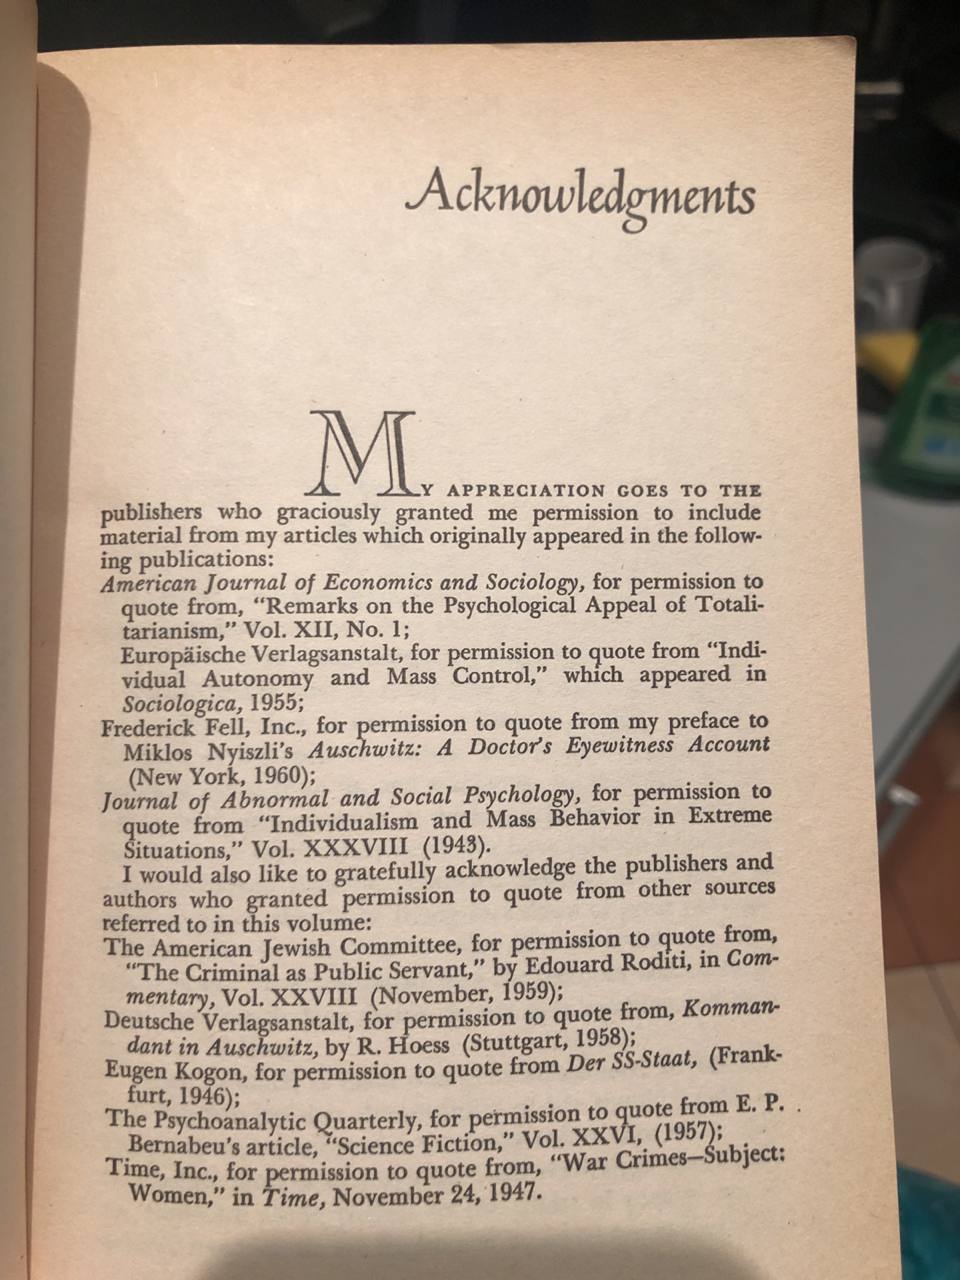 Acknowledgments
MY APPRECIATION GOES TO THE
publishers who graciously granted me permission to include
material from my articles which originally appeared in the follow-
ing publications:
American Journal of Economics and Sociology, for permission to
quote from, “Remarks on the Psychological Appeal of Totali-
tarianism,” Vol. XII, No. 1;
Europäische Verlagsanstalt, for permission to quote from “Indi-
vidual Autonomy and Mass Control,” which appeared in
Sociologica, 1955;
Frederick Fell, Inc., for permission to quote from my preface to
Miklos Nyiszli’s Auschwitz: A Doctor’s Eyewitness Account
(New York, 1960);
Journal of Abnormal and Social Psychology, for permission to
quote from “Individualism and Mass Behavior in Extreme
Situations,” Vol. XXXVIII (1943).
I would also like to gratefully acknowledge the publishers and
authors who granted permission to quote from other sources
referred to in this volume:
The American Jewish Committee, for permission to quote from,
“The Criminal as Public Servant,” by Edouard Roditi, in Com-
mentary, Vol. XXVIII (November, 1959);
Deutsche Verlagsanstalt, for permission to quote from, Komman-
dant in Auschwitz, by R. Hoess (Stuttgart, 1958);
Eugen Kogon, for permission to quote from Der SS-Staat, (Frank-
furt, 1946);
The Psychoanalytic Quarterly, for permission to quote from E. P.
Bernabeu’s article, “Science Fiction,” Vol. XXVI, (1957);
Time, Inc., for permission to quote from, “War Crimes—Subject:
Women,” in Time, November 24, 1947.